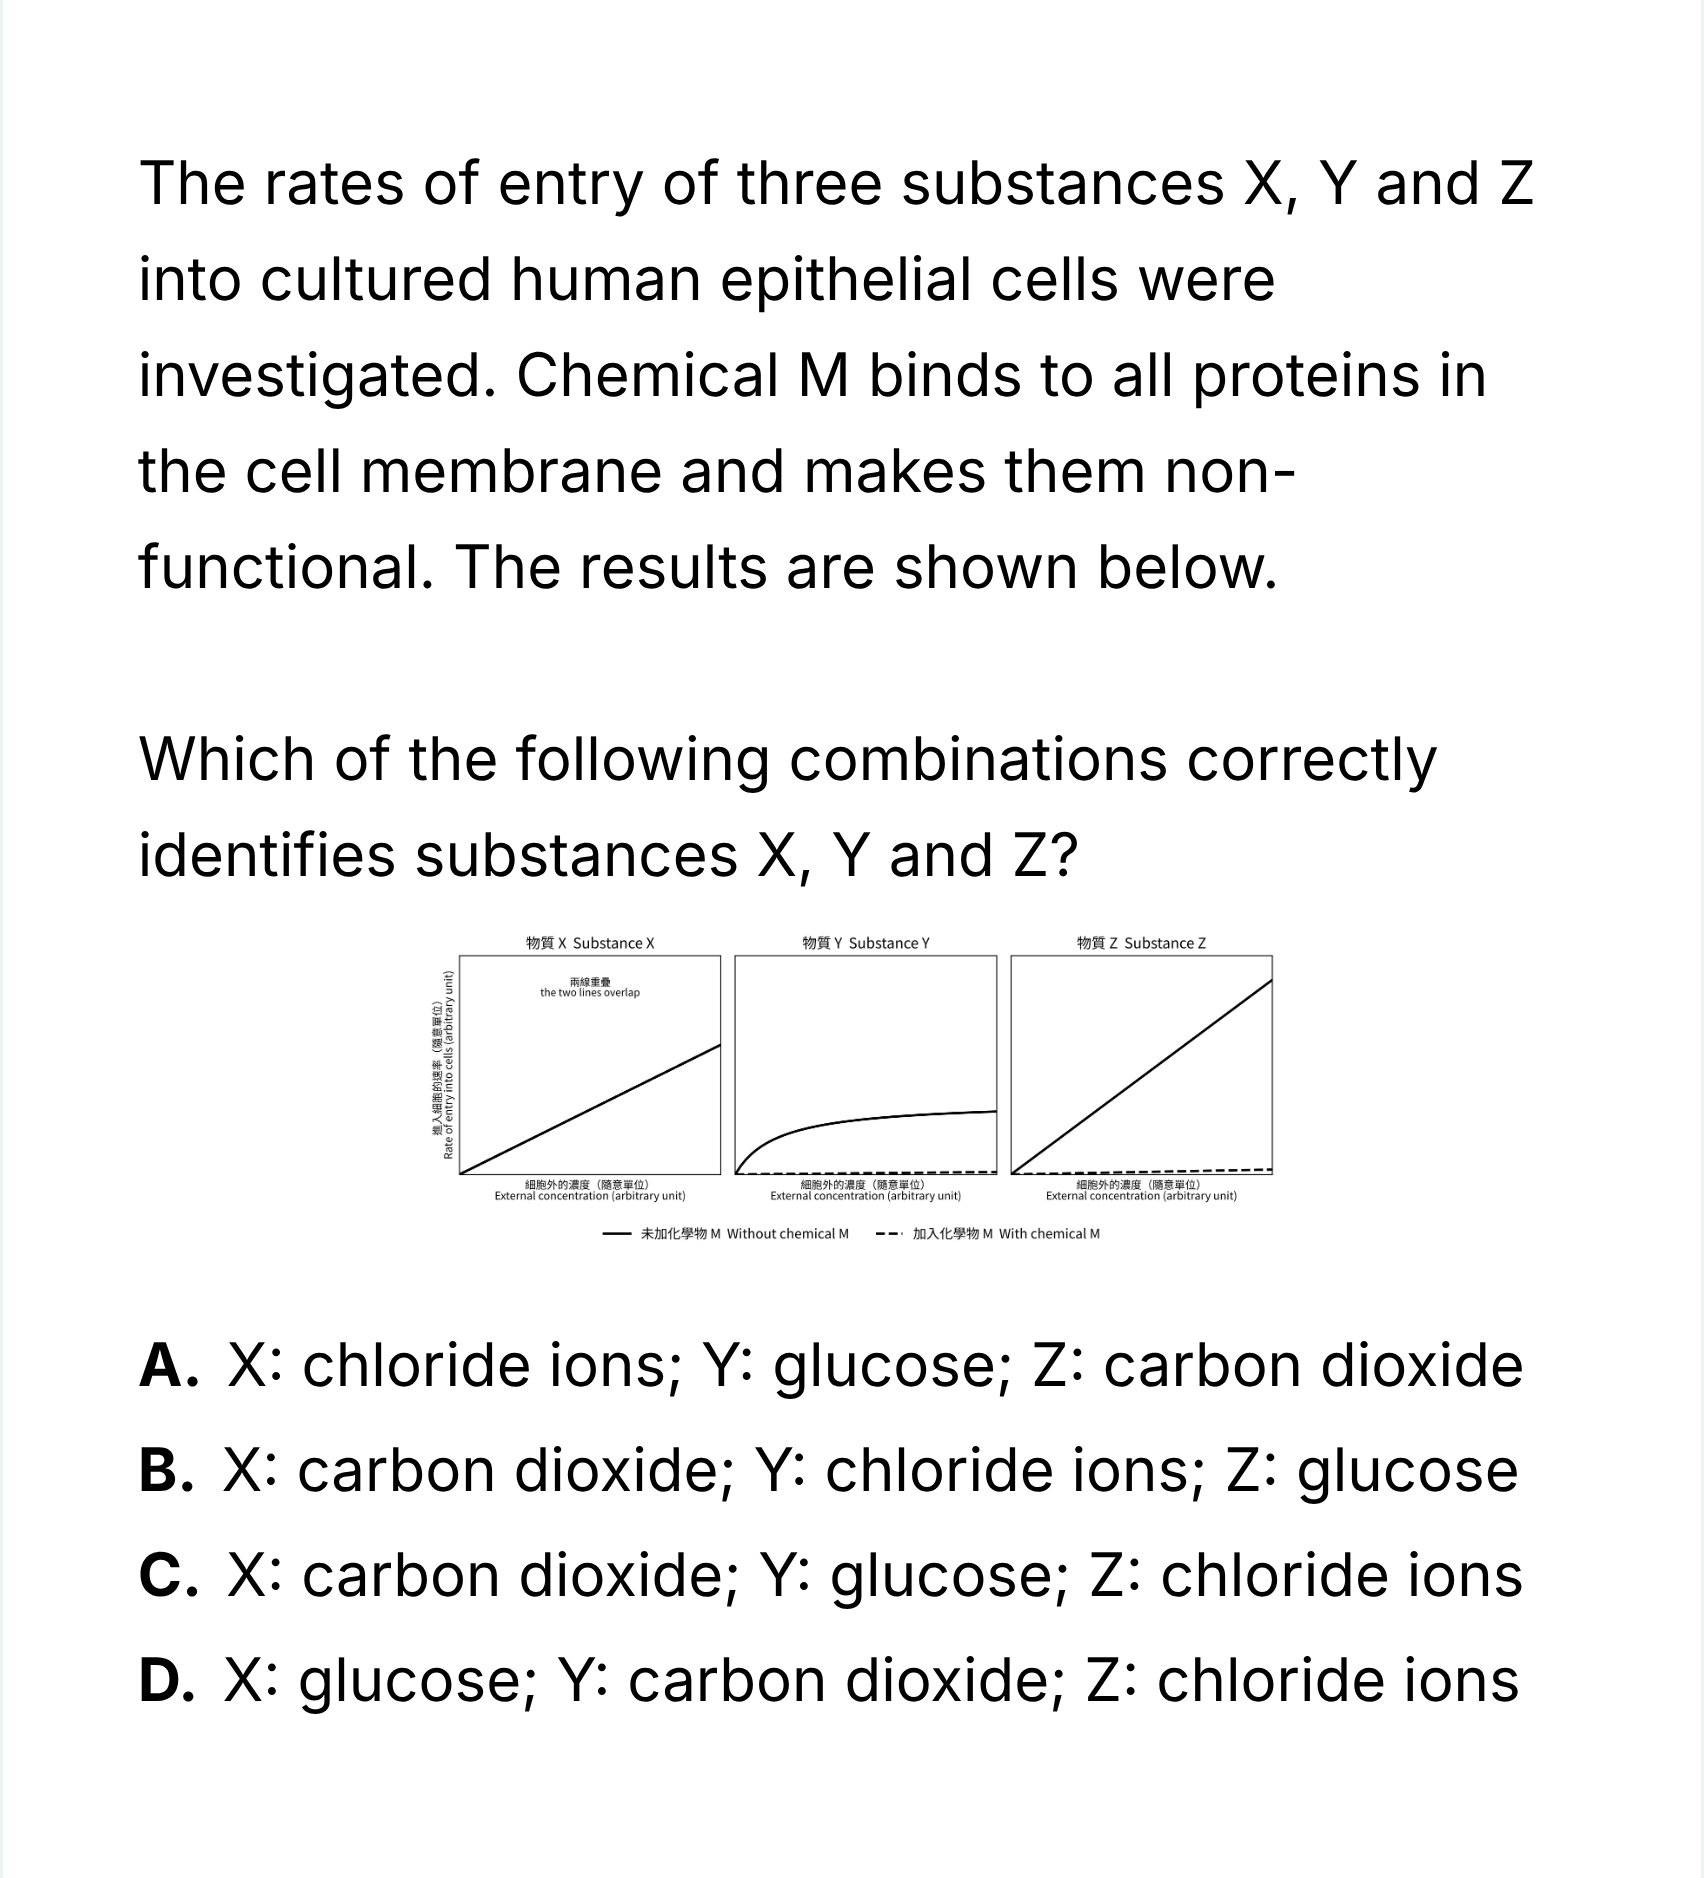 The rates of entry of three substances X, Y and Z
into cultured human epithelial cells were
investigated. Chemical M binds to all proteins in
the cell membrane and makes them non-
functional. The results are shown below.
Which of the following combinations correctly
identifies substances X, Y and Z?
物質 X Substance X
物質 Y Substance Y
物質 Z Substance Z
兩線重疊
the two lines overlap
進入細胞的速率（隨意單位）
Rate of entry into cells (arbitrary unit)
細胞外的濃度（隨意單位）
External concentration (arbitrary unit)
細胞外的濃度（隨意單位）
External concentration (arbitrary unit)
細胞外的濃度（隨意單位）
External concentration (arbitrary unit)
未加化學物 M Without chemical M
加入化學物 M With chemical M
A. X: chloride ions; Y: glucose; Z: carbon dioxide
B. X: carbon dioxide; Y: chloride ions; Z: glucose
C. X: carbon dioxide; Y: glucose; Z: chloride ions
D. X: glucose; Y: carbon dioxide; Z: chloride ions